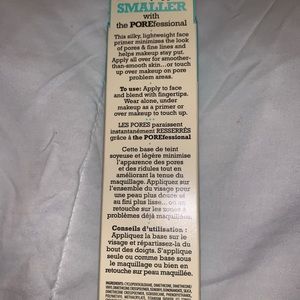 SMALLER
with
the POREfessional
This silky, lightweight face
primer minimizes the look
of pores & fine lines and
helps makeup stay put.
Apply all over for smoother-
than-smooth skin...or touch
up over makeup on pore
problem areas.
To use: Apply to face
and blend with fingertips.
Wear alone, under
makeup as a primer or
over makeup to touch up.
LES PORES paraissent
instantanément RESSERRÉS
grâce à the POREfessional
Cette base de teint
soyeuse et légère minimise
l'apparence des pores
et des ridules tout en
améliorant la tenue du
maquillage. Appliquez sur
l'ensemble du visage pour
une peau plus douce et
au fini plus lisse...ou en
retouche sur les zones à
problèmes déjà maquillées.
Conseils d'utilisation :
Appliquez la base sur le
visage et répartissez-la du
bout des doigts. S'applique
seule ou comme base sous
le maquillage ou bien en
retouche sur peau maquillée.